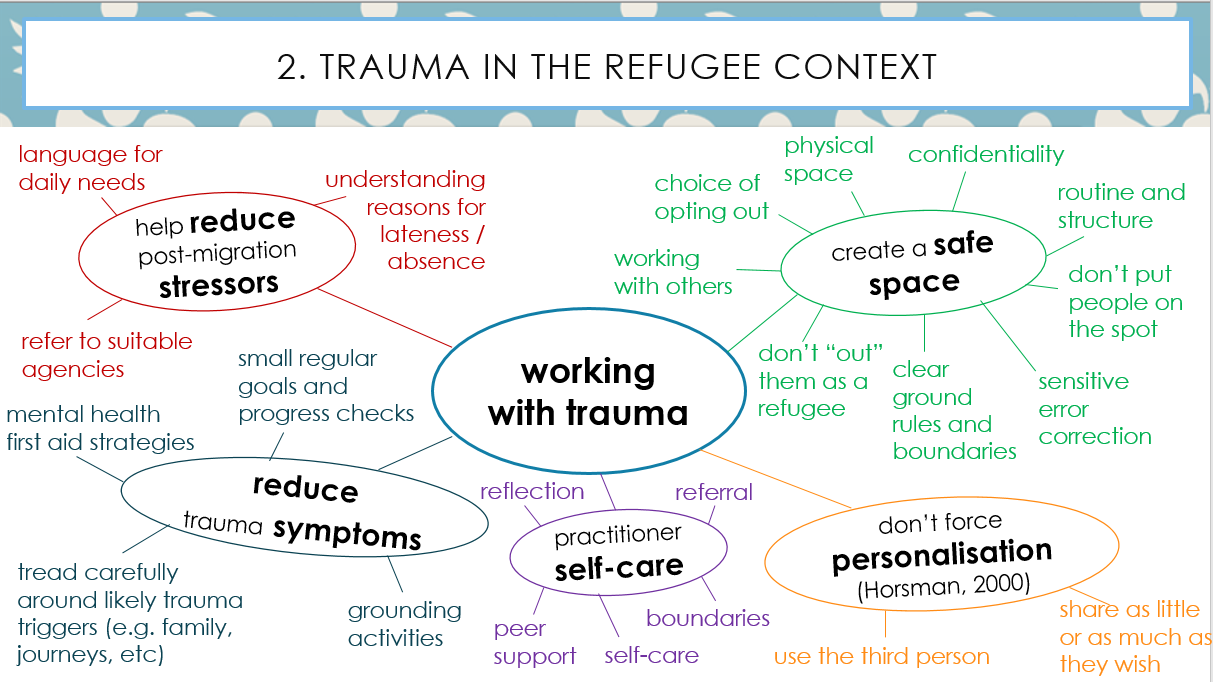 2. TRAUMA IN THE REFUGEE CONTEXT
language for
daily needs
understanding
reasons for
lateness /
absence
help reduce
post-migration
stressors
refer to suitable
agencies
physical
space
confidentiality
choice of
opting out
routine and
structure
working
with others
create a safe
space
don’t put
people on
the spot
don’t “out”
them as a
refugee
clear
ground
rules and
boundaries
sensitive
error
correction
working
with trauma
small regular
goals and
progress checks
mental health
first aid strategies
reduce
trauma symptoms
tread carefully
around likely trauma
triggers (e.g. family,
journeys, etc)
grounding
activities
reflection
referral
practitioner
self-care
peer
support
self-care
boundaries
don’t force
personalisation
(Horsman, 2000)
use the third person
share as little
or as much as
they wish